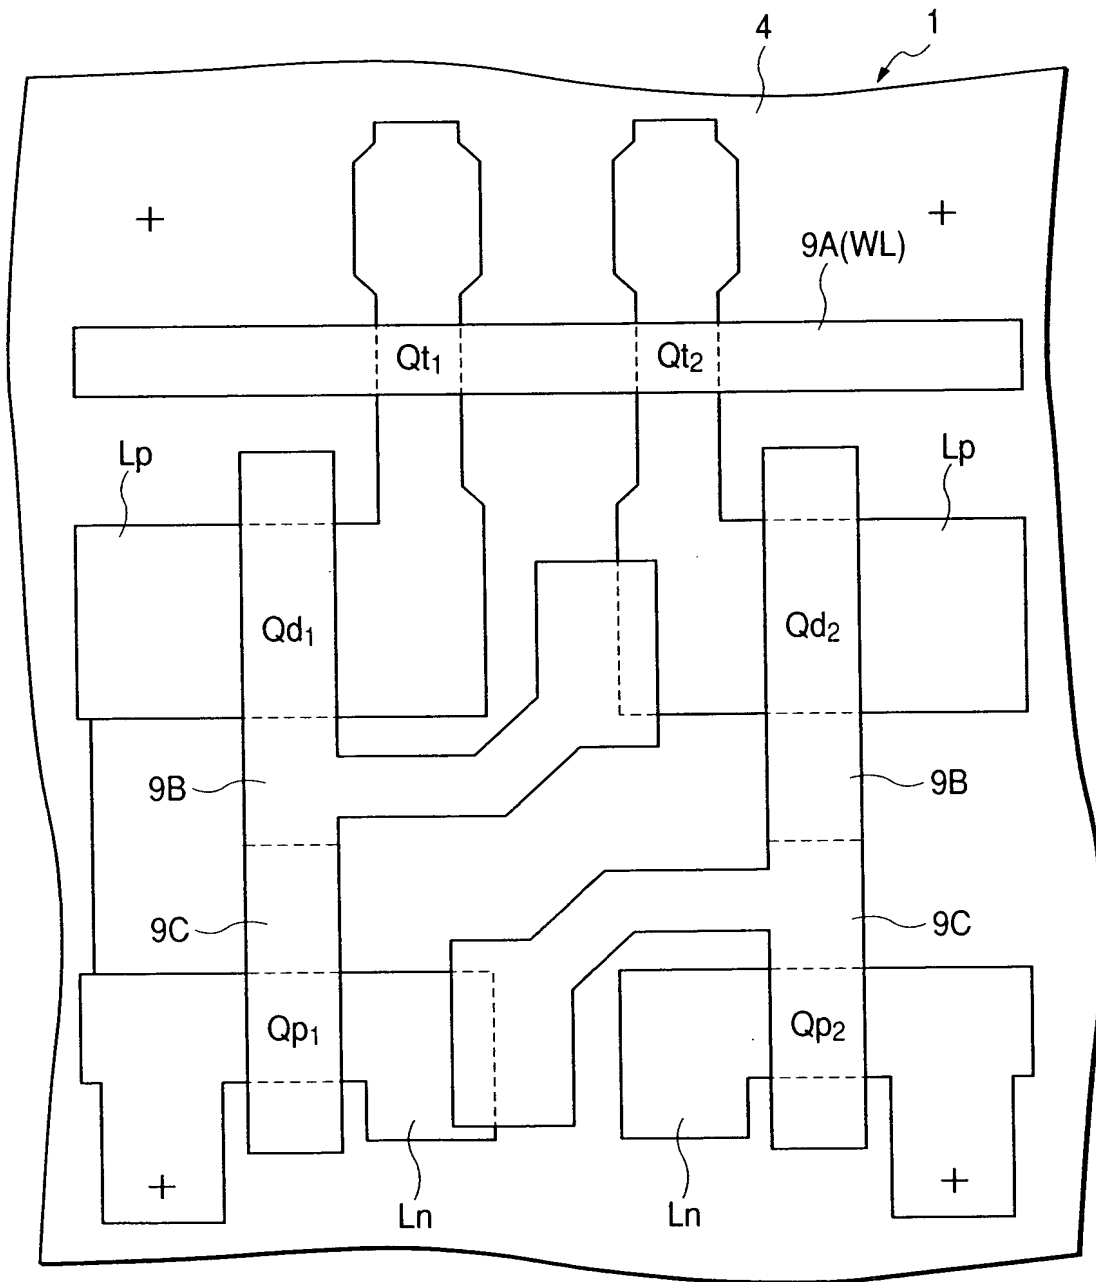 1
4
9A(WL)
Qt₁ Qt₂
Lp Lp
Qd₁ Qd₂
9B 9B
9C 9C
Qp₁ Qp₂
Ln Ln